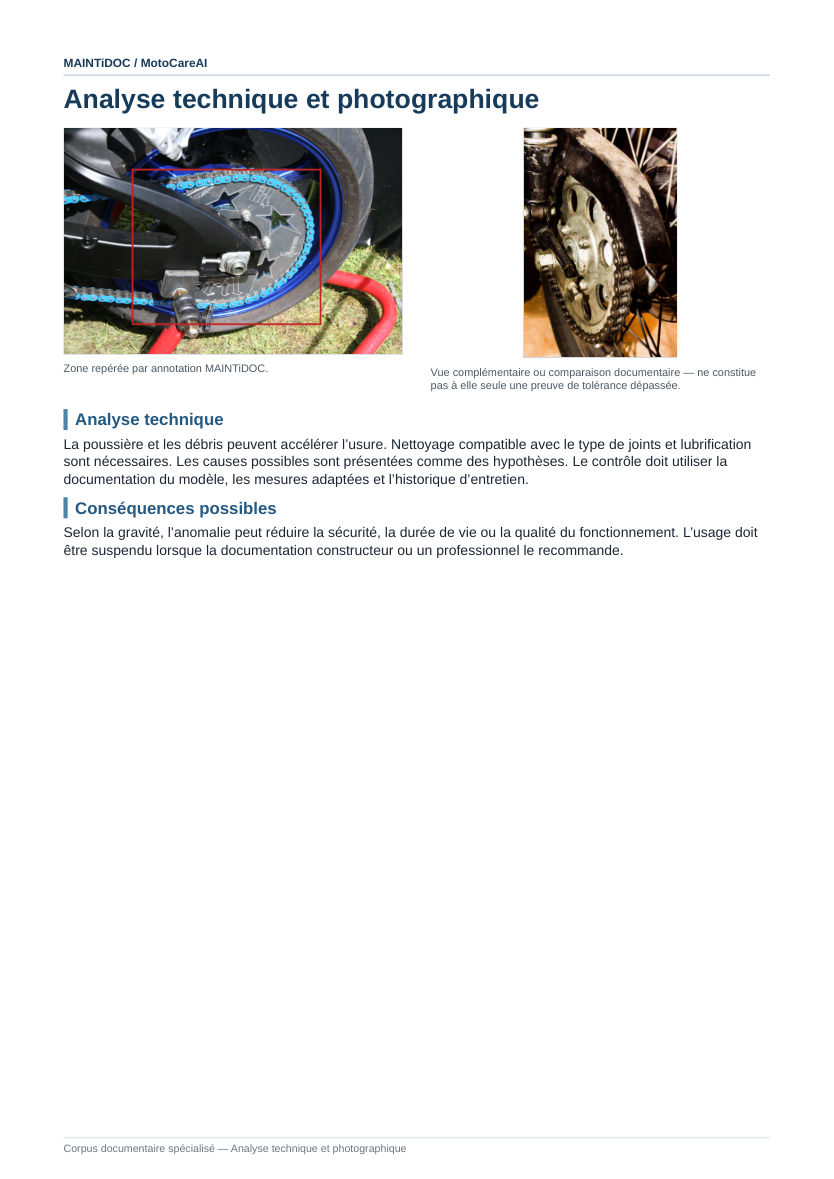 MAINTiDOC / MotoCareAI
Analyse technique et photographique
Zone repérée par annotation MAINTiDOC.
Vue complémentaire ou comparaison documentaire — ne constitue
pas à elle seule une preuve de tolérance dépassée.
Analyse technique
La poussière et les débris peuvent accélérer l’usure. Nettoyage compatible avec le type de joints et lubrification
sont nécessaires. Les causes possibles sont présentées comme des hypothèses. Le contrôle doit utiliser la
documentation du modèle, les mesures adaptées et l’historique d’entretien.
Conséquences possibles
Selon la gravité, l’anomalie peut réduire la sécurité, la durée de vie ou la qualité du fonctionnement. L’usage doit
être suspendu lorsque la documentation constructeur ou un professionnel le recommande.
Corpus documentaire spécialisé — Analyse technique et photographique